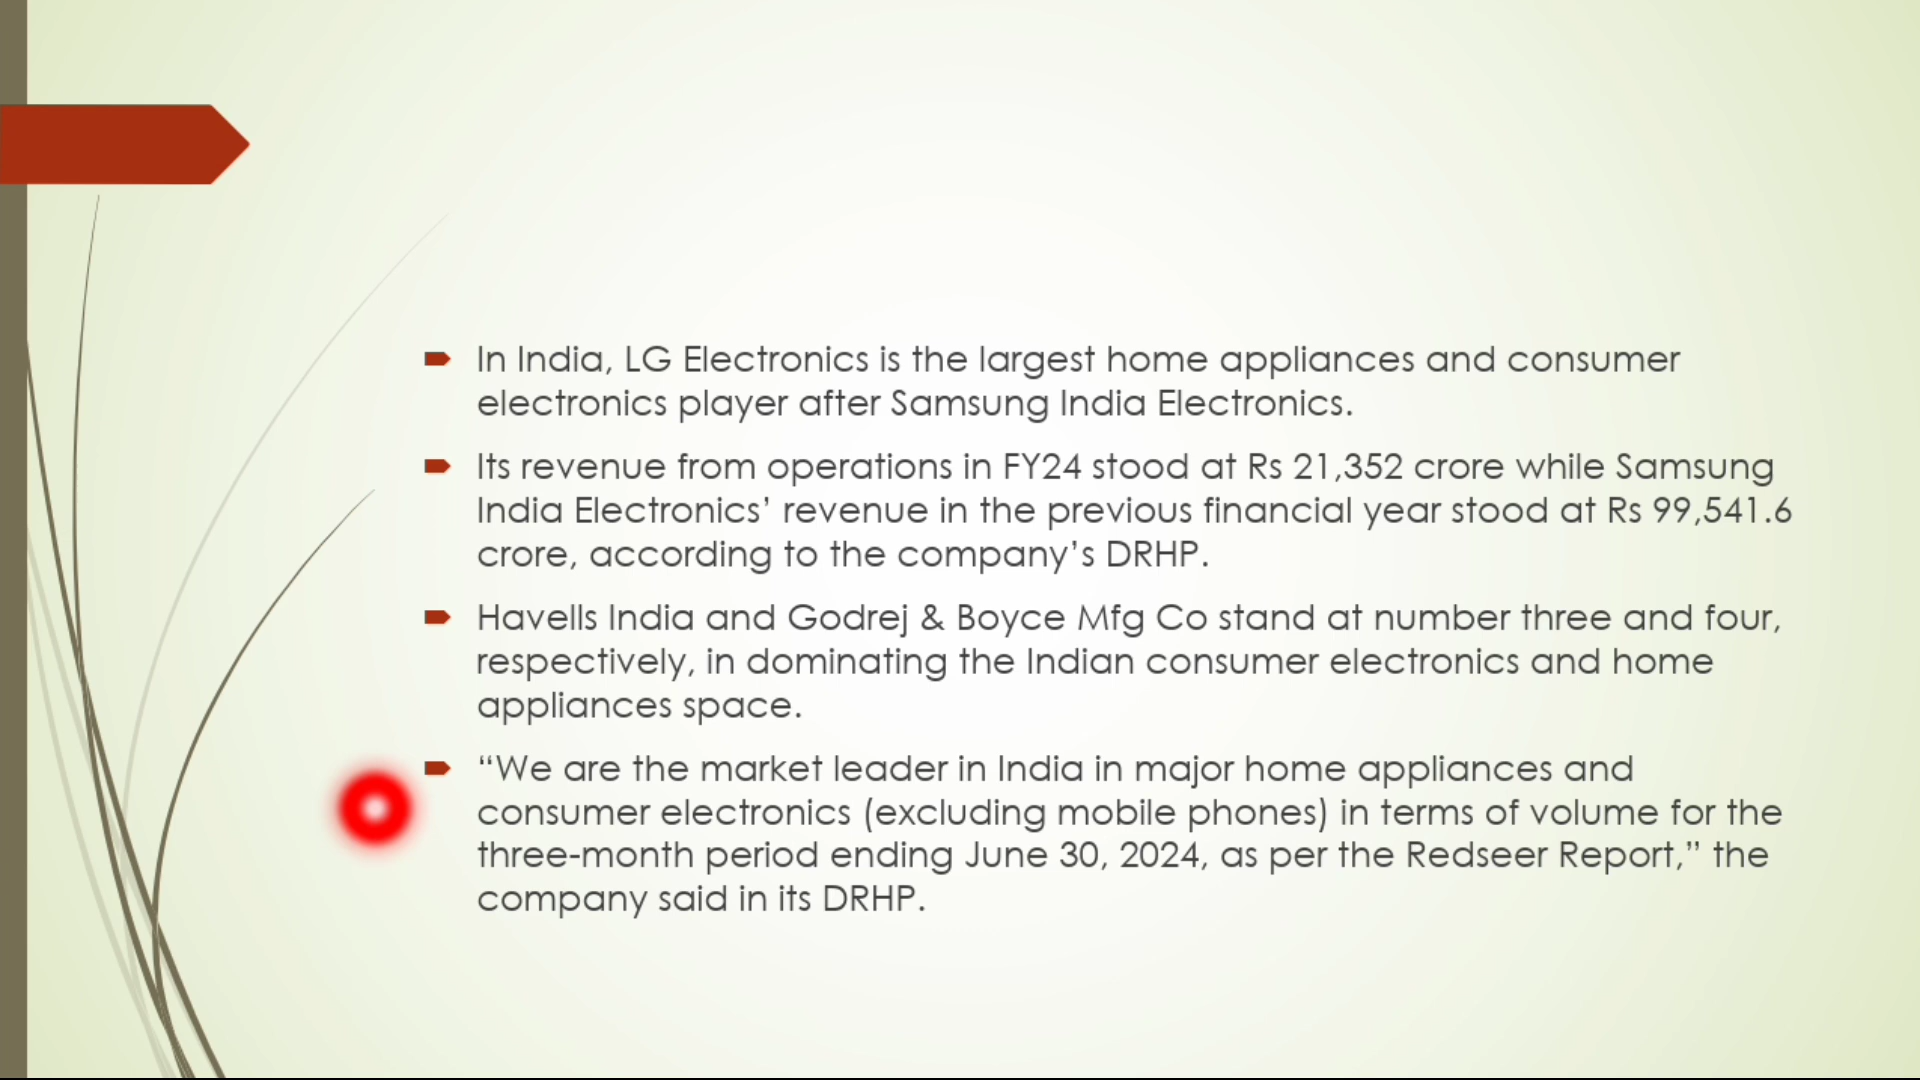 In India, LG Electronics is the largest home appliances and consumer
electronics player after Samsung India Electronics.
Its revenue from operations in FY24 stood at Rs 21,352 crore while Samsung
India Electronics’ revenue in the previous financial year stood at Rs 99,541.6
crore, according to the company’s DRHP.
Havells India and Godrej & Boyce Mfg Co stand at number three and four,
respectively, in dominating the Indian consumer electronics and home
appliances space.
“We are the market leader in India in major home appliances and
consumer electronics (excluding mobile phones) in terms of volume for the
three-month period ending June 30, 2024, as per the Redseer Report,” the
company said in its DRHP.